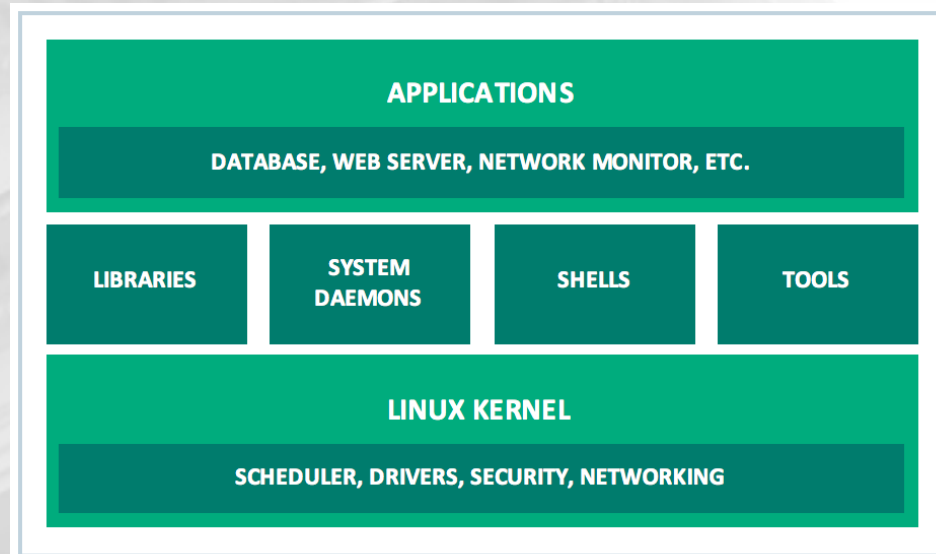 APPLICATIONS
DATABASE, WEB SERVER, NETWORK MONITOR, ETC.
LIBRARIES
SYSTEM
DAEMONS
SHELLS
TOOLS
LINUX KERNEL
SCHEDULER, DRIVERS, SECURITY, NETWORKING